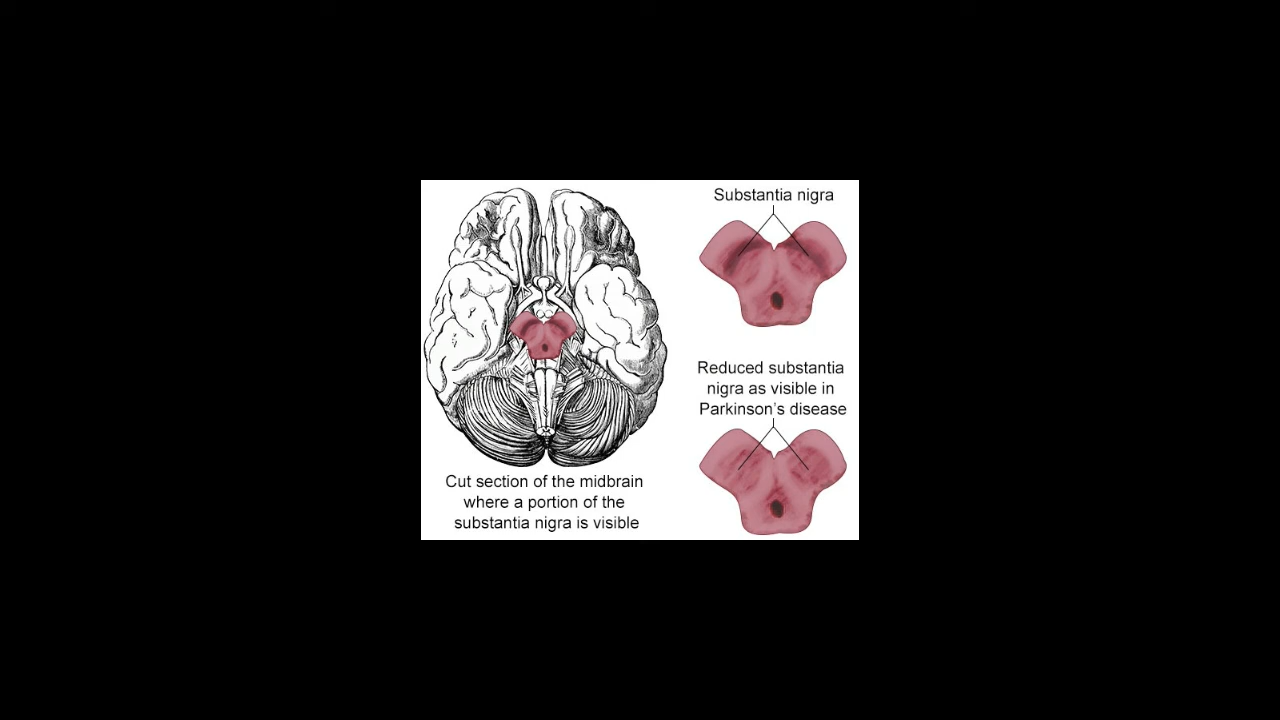 Substantia nigra
Reduced substantia
nigra as visible in
Parkinson's disease
Cut section of the midbrain
where a portion of the
substantia nigra is visible